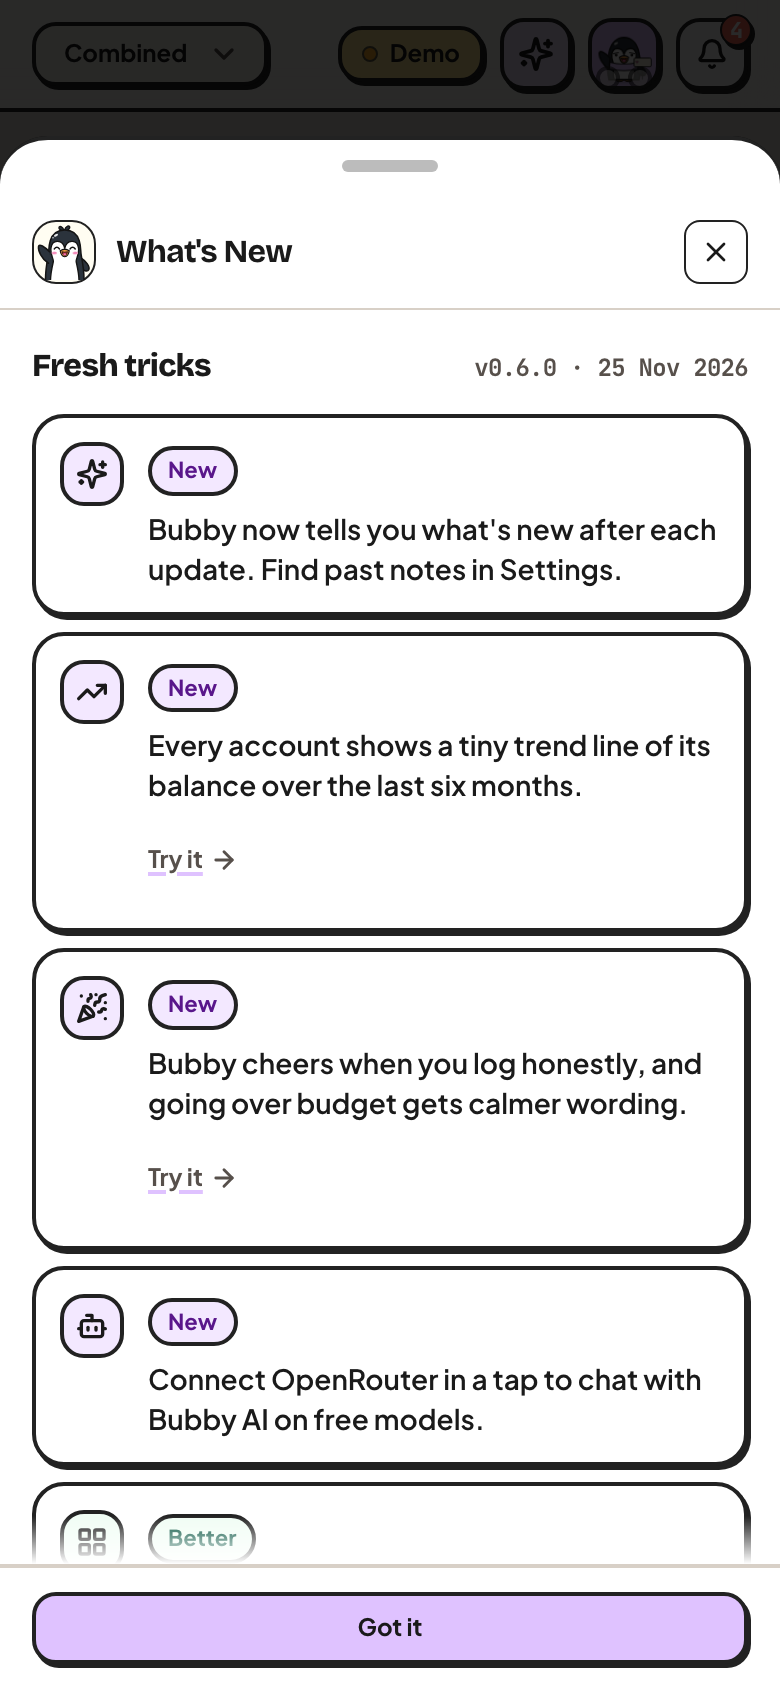 Combined
Demo
4
What's New
Fresh tricks
v0.6.0 · 25 Nov 2026
New
Bubby now tells you what's new after each
update. Find past notes in Settings.
New
Every account shows a tiny trend line of its
balance over the last six months.
Try it →
New
Bubby cheers when you log honestly, and
going over budget gets calmer wording.
Try it →
New
Connect OpenRouter in a tap to chat with
Bubby AI on free models.
Better
Got it